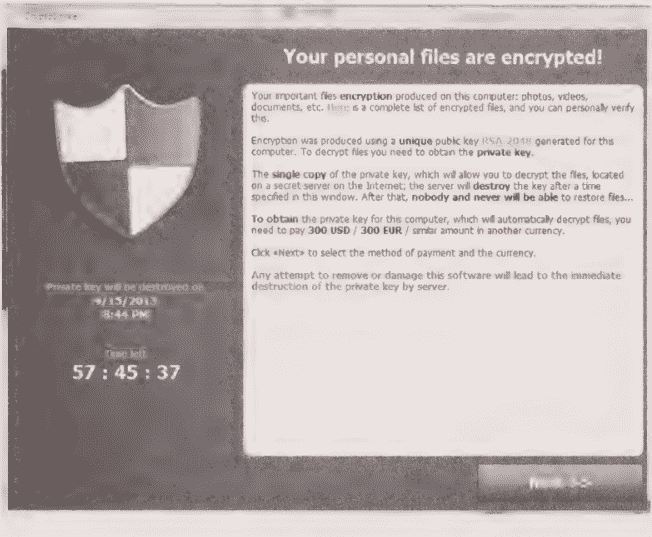 Your personal files are encrypted!
Your important files encryption produced on this computer: photos, videos,
documents, etc. Here is a complete list of encrypted files, and you can personally verify
this.
Encryption was produced using a unique public key RSA-2048 generated for this
computer. To decrypt files you need to obtain the private key.
The single copy of the private key, which will allow you to decrypt the files, located
on a secret server on the Internet; the server will destroy the key after a time
specified in this window. After that, nobody and never will be able to restore files...
To obtain the private key for this computer, which will automatically decrypt files, you
need to pay 300 USD / 300 EUR / similar amount in another currency.
Click «Next» to select the method of payment and the currency.
Any attempt to remove or damage this software will lead to the immediate
destruction of the private key by server.
Private key will be destroyed on
9/15/2013
8:44 PM
Time left
57 : 45 : 37
Next >>